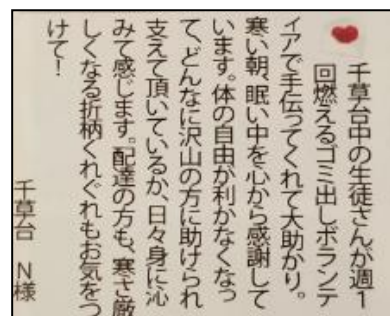 千草台中の生徒さんが週1
回燃えるゴミ出しボランテ
ィアで手伝ってくれて大助かり。
寒い朝、眠い中を心から感謝して
います。体の自由が利かなくなっ
て、どんなに沢山の方に助けられ
支えて頂いているか、日々身に沁
みて感じます。配達の方も、寒さ厳
しくなる折柄くれぐれもお気をつ
けて!
千草台 N様